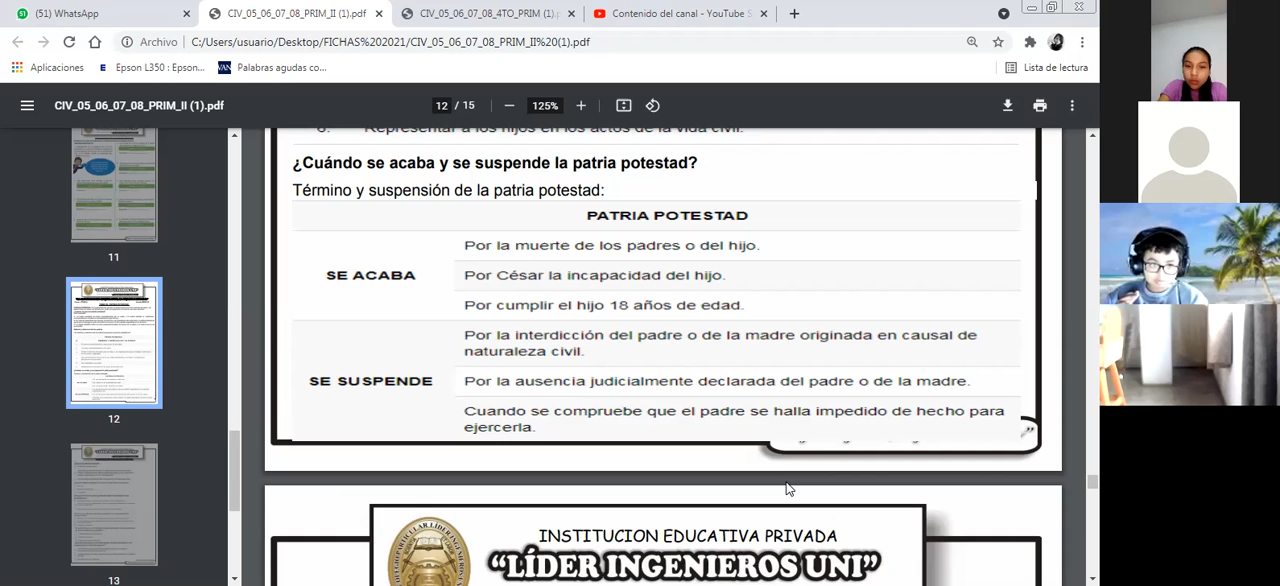 (51) WhatsApp
CIV_05_06_07_08_PRIM_II (1).pdf
CIV_05_06_07_08_4TO_PRIM (1).p
Contenido del canal - YouTube S
Archivo
C:/Users/usuario/Desktop/FICHAS%202021/CIV_05_06_07_08_PRIM_II%20(1).pdf
Aplicaciones
Epson L350 : Epson...
Palabras agudas co...
Lista de lectura
CIV_05_06_07_08_PRIM_II (1).pdf
12 / 15
125%
11
12
13
6. Representar a los hijos en los actos de la vida civil.
¿Cuándo se acaba y se suspende la patria potestad?
Término y suspensión de la patria potestad:
PATRIA POTESTAD
SE ACABA
Por la muerte de los padres o del hijo.
Por César la incapacidad del hijo.
Por cumplir el hijo 18 años de edad.
SE SUSPENDE
Por la interdicción del padre o de la madre originada en causal de
naturaleza civil.
Por la ausencia judicialmente declarada del padre o de la madre.
Cuando se compruebe que el padre se halla impedido de hecho para
ejercerla.
INSTITUCION EDUCATIVA PRIVADA
“LÍDER INGENIEROS UNI”